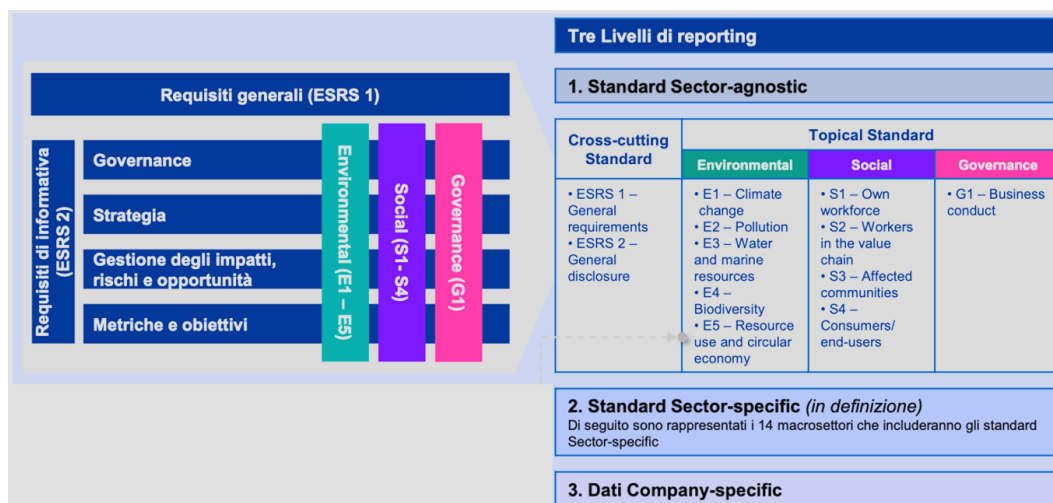 Requisiti generali (ESRS 1)
Requisiti di informativa
(ESRS 2)
Governance
Strategia
Gestione degli impatti,
rischi e opportunità
Metriche e obiettivi
Environmental (E1 – E5)
Social (S1- S4)
Governance (G1)
Tre Livelli di reporting
1. Standard Sector-agnostic
Cross-cutting
Standard
Topical Standard
Environmental
Social
Governance
• ESRS 1 –
General
requirements
• ESRS 2 –
General
disclosure
• E1 – Climate
change
• E2 – Pollution
• E3 – Water
and marine
resources
• E4 –
Biodiversity
• E5 – Resource
use and circular
economy
• S1 – Own
workforce
• S2 – Workers
in the value
chain
• S3 – Affected
communities
• S4 –
Consumers/
end-users
• G1 – Business
conduct
2. Standard Sector-specific (in definizione)
Di seguito sono rappresentati i 14 macrosettori che includeranno gli standard
Sector-specific
3. Dati Company-specific